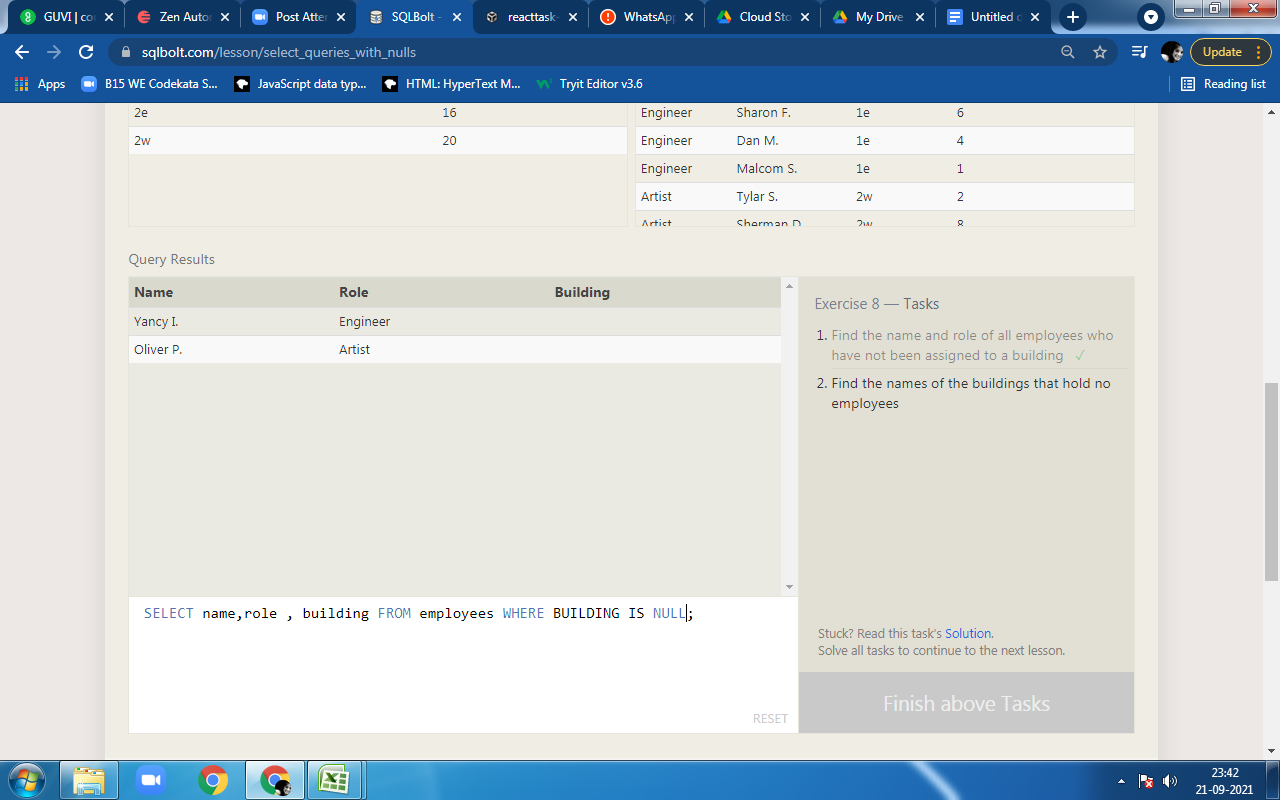 GUVI | co
Zen Auto
Post Atte
SQLBolt -
reacttask-
WhatsApp
Cloud Sto
My Drive
Untitled
sqlbolt.com/lesson/select_queries_with_nulls
Update
Apps
B15 WE Codekata S...
JavaScript data typ...
HTML: HyperText M...
Tryit Editor v3.6
Reading list
2e 16
2w 20
Engineer Sharon F. 1e 6
Engineer Dan M. 1e 4
Engineer Malcom S. 1e 1
Artist Tylar S. 2w 2
Artist Sherman D. 2w 8
Query Results
Name Role Building
Yancy I. Engineer
Oliver P. Artist
Exercise 8 — Tasks
1. Find the name and role of all employees who
have not been assigned to a building ✓
2. Find the names of the buildings that hold no
employees
SELECT name,role , building FROM employees WHERE BUILDING IS NULL;
RESET
Stuck? Read this task's Solution.
Solve all tasks to continue to the next lesson.
Finish above Tasks
23:42
21-09-2021